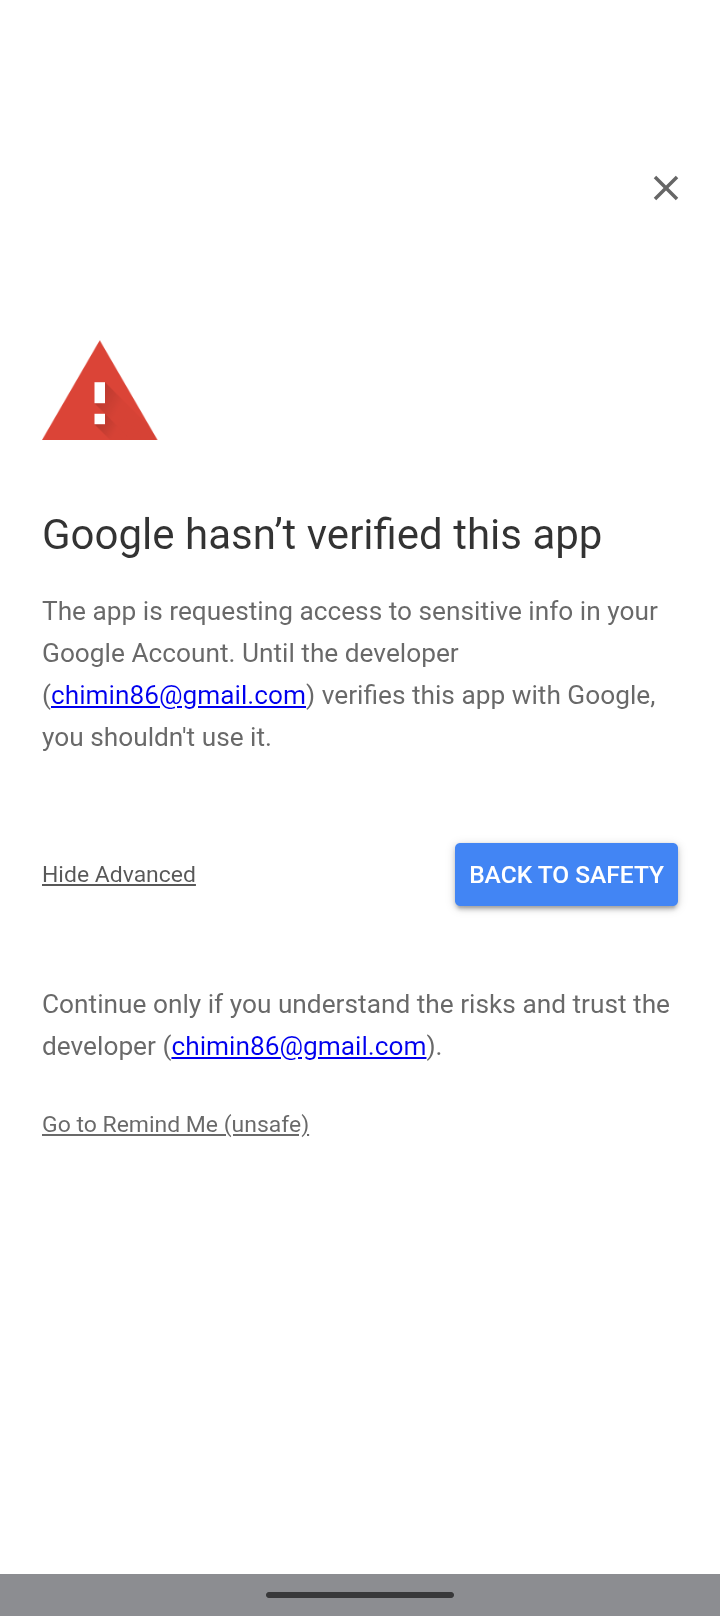 Google hasn’t verified this app
The app is requesting access to sensitive info in your
Google Account. Until the developer
(chimin86@gmail.com) verifies this app with Google,
you shouldn't use it.
Hide Advanced
BACK TO SAFETY
Continue only if you understand the risks and trust the
developer (chimin86@gmail.com).
Go to Remind Me (unsafe)